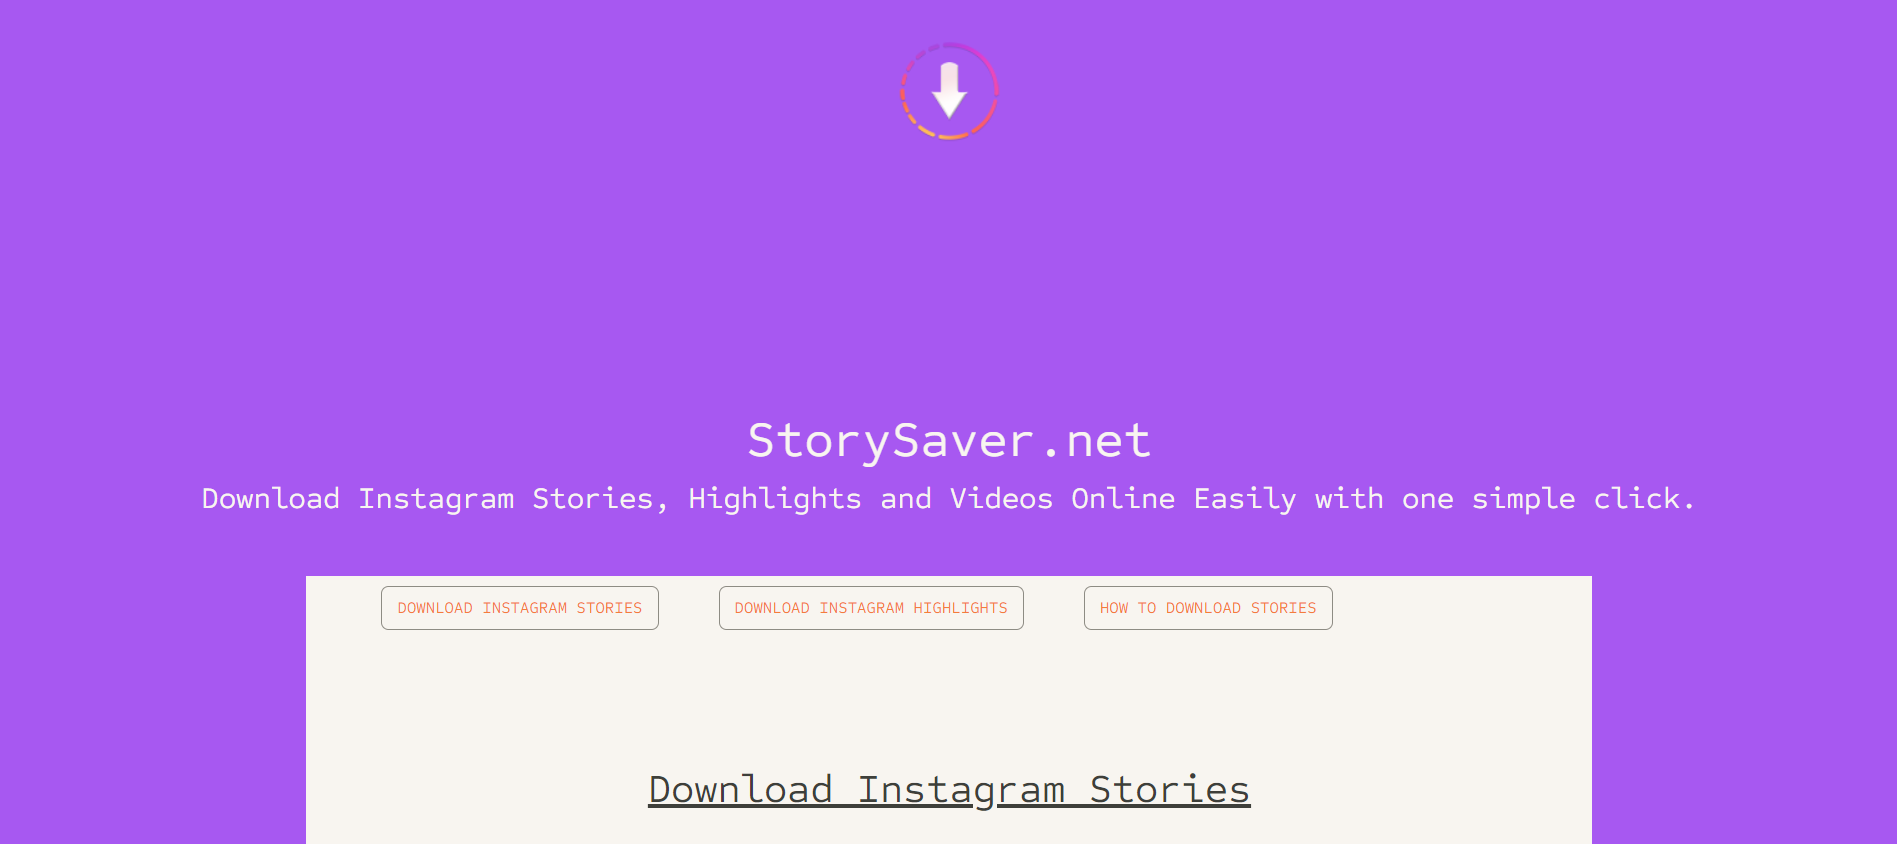 StorySaver.net
Download Instagram Stories, Highlights and Videos Online Easily with one simple click.
DOWNLOAD INSTAGRAM STORIES
DOWNLOAD INSTAGRAM HIGHLIGHTS
HOW TO DOWNLOAD STORIES
Download Instagram Stories